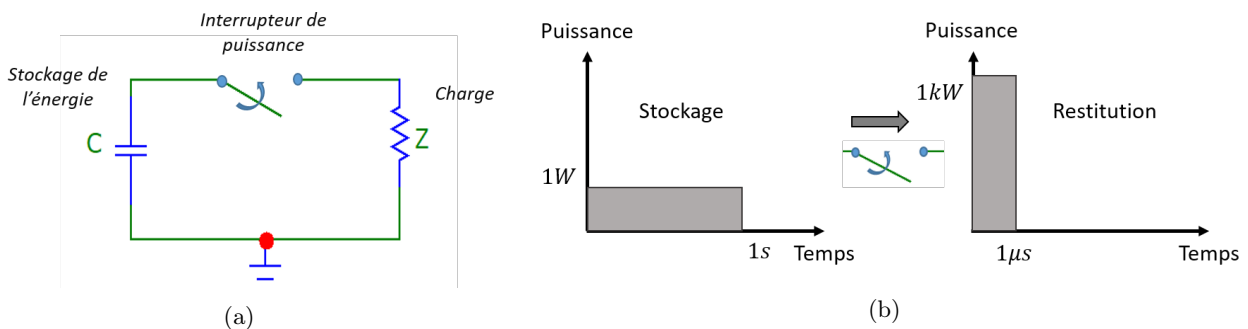 Interrupteur de
puissance
Stockage de
l'énergie
Charge
C
Z
(a)
Puissance
Stockage
1W
1s
Temps
Puissance
1kW
Restitution
1μs
Temps
(b)